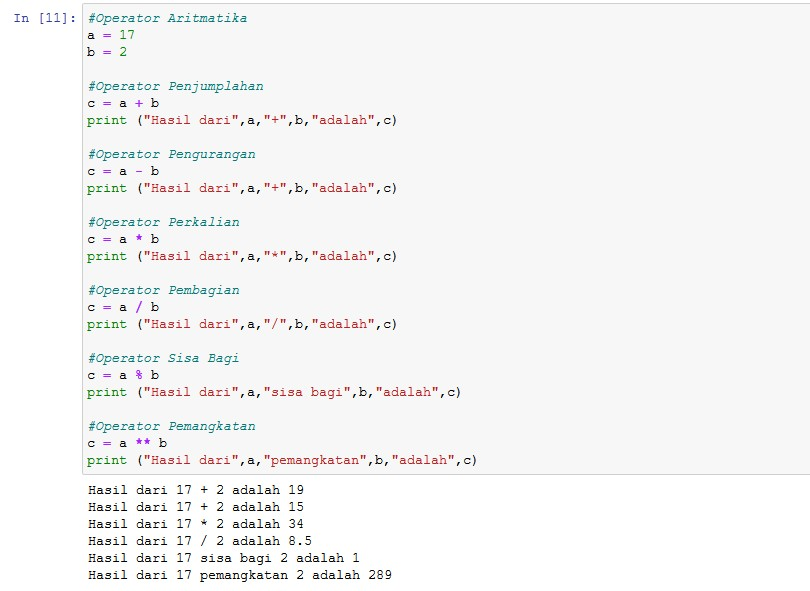 In [11]: #Operator Aritmatika
a = 17
b = 2
#Operator Penjumplahan
c = a + b
print ("Hasil dari",a,"+",b,"adalah",c)
#Operator Pengurangan
c = a - b
print ("Hasil dari",a,"+",b,"adalah",c)
#Operator Perkalian
c = a * b
print ("Hasil dari",a,"*",b,"adalah",c)
#Operator Pembagian
c = a / b
print ("Hasil dari",a,"/",b,"adalah",c)
#Operator Sisa Bagi
c = a % b
print ("Hasil dari",a,"sisa bagi",b,"adalah",c)
#Operator Pemangkatan
c = a ** b
print ("Hasil dari",a,"pemangkatan",b,"adalah",c)
Hasil dari 17 + 2 adalah 19
Hasil dari 17 + 2 adalah 15
Hasil dari 17 * 2 adalah 34
Hasil dari 17 / 2 adalah 8.5
Hasil dari 17 sisa bagi 2 adalah 1
Hasil dari 17 pemangkatan 2 adalah 289